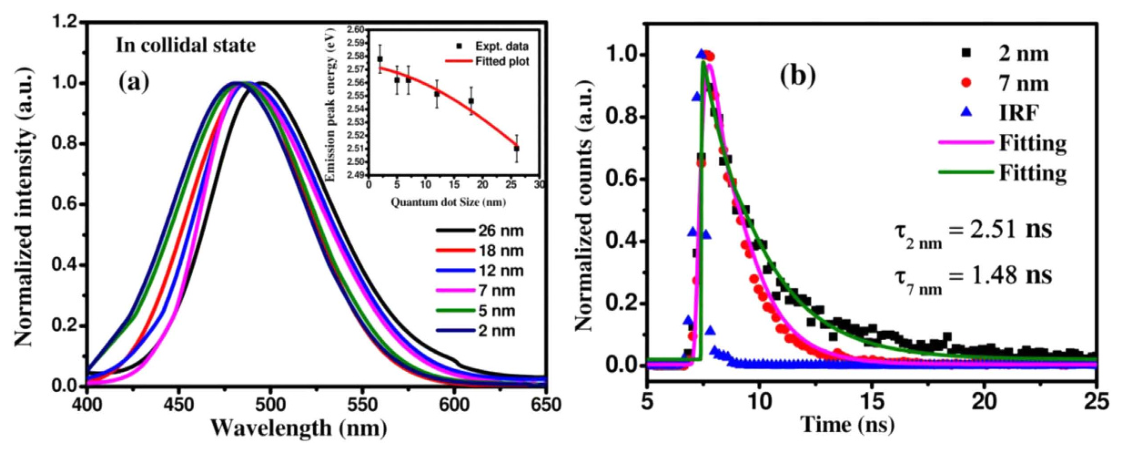 1.2
1.0
0.8
0.6
0.4
0.2
0.0
Normalized intensity (a.u.)
In collidal state
(a)
400 450 500 550 600 650
Wavelength (nm)
2.60
2.59
2.58
2.57
2.56
2.55
2.54
2.53
2.52
2.51
2.50
2.49
Emission peak energy (eV)
Expt. data
Fitted plot
0 5 10 15 20 25 30
Quantum dot Size (nm)
26 nm
18 nm
12 nm
7 nm
5 nm
2 nm
1.0
0.8
0.6
0.4
0.2
0.0
Normalized counts (a.u.)
(b)
2 nm
7 nm
IRF
Fitting
Fitting
τ2 nm = 2.51 ns
τ7 nm = 1.48 ns
5 10 15 20 25
Time (ns)